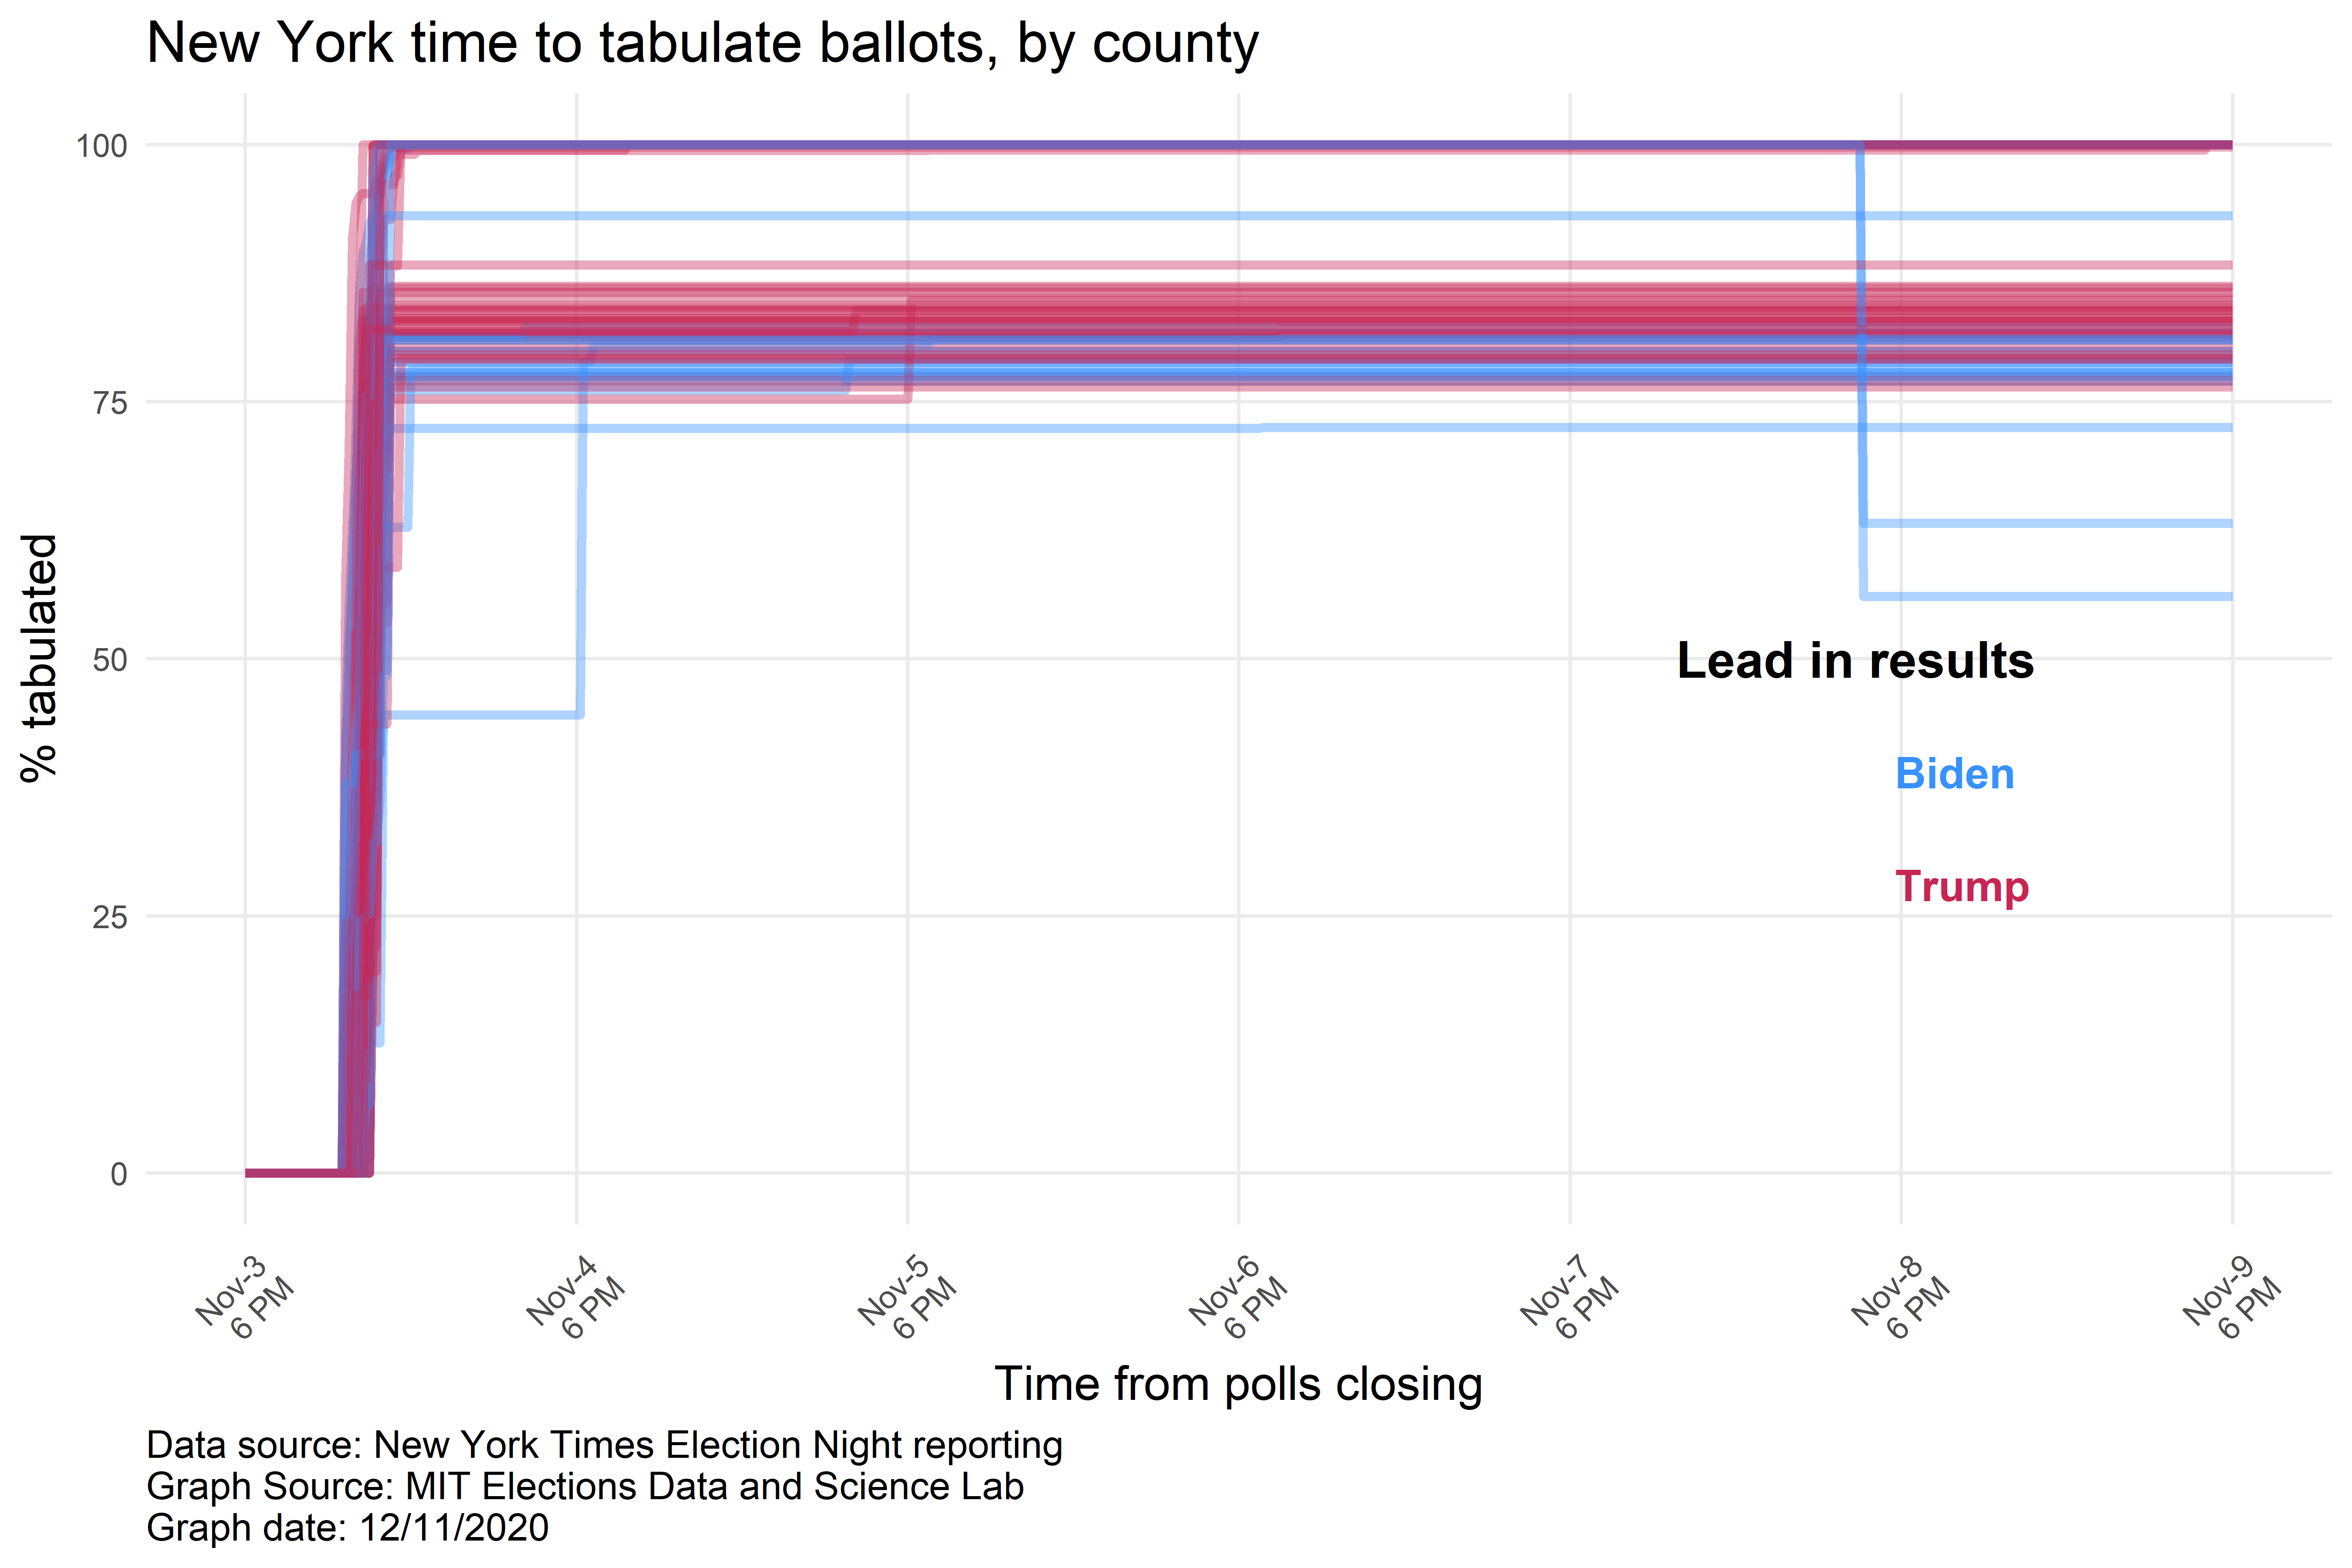 New York time to tabulate ballots, by county
100
75
50
25
0
% tabulated
Lead in results
Biden
Trump
Nov-3
6 PM
Nov-4
6 PM
Nov-5
6 PM
Nov-6
6 PM
Nov-7
6 PM
Nov-8
6 PM
Nov-9
6 PM
Time from polls closing
Data source: New York Times Election Night reporting
Graph Source: MIT Elections Data and Science Lab
Graph date: 12/11/2020